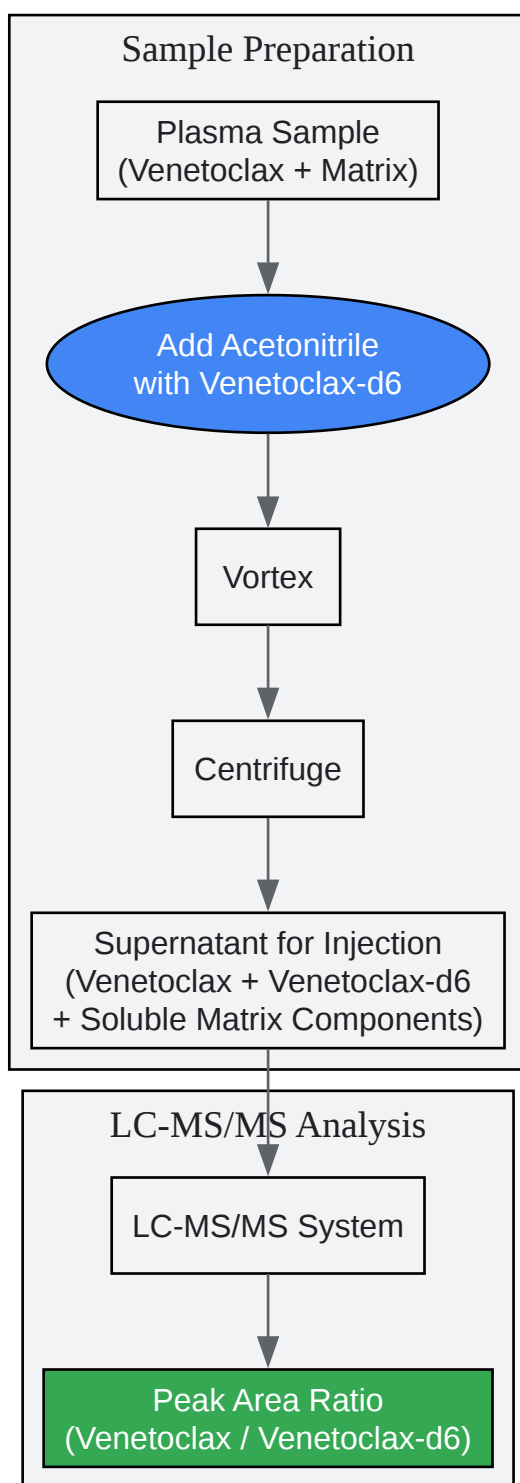 Sample Preparation
Plasma Sample
(Venetoclax + Matrix)
Add Acetonitrile
with Venetoclax-d6
Vortex
Centrifuge
Supernatant for Injection
(Venetoclax + Venetoclax-d6
+ Soluble Matrix Components)
LC-MS/MS Analysis
LC-MS/MS System
Peak Area Ratio
(Venetoclax / Venetoclax-d6)